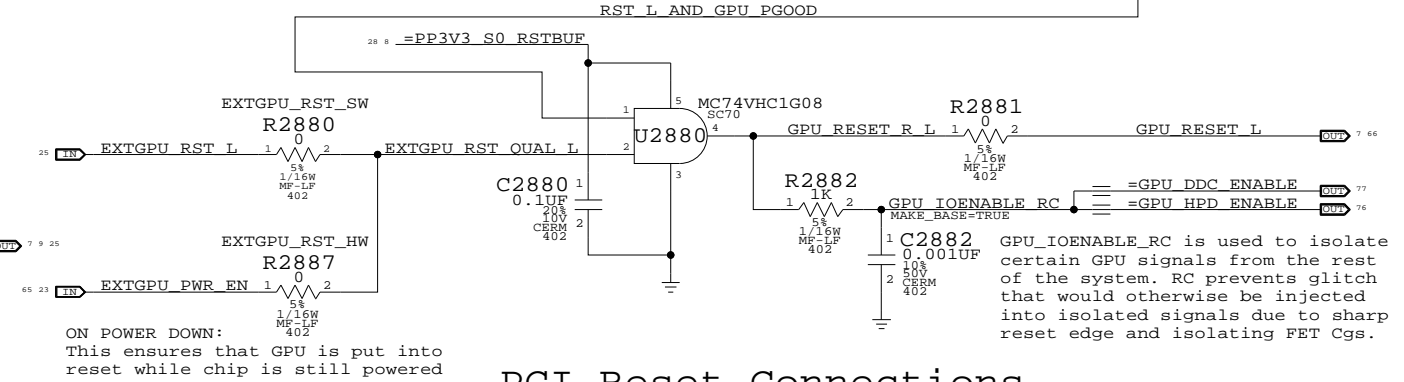 RST_L_AND_GPU_PGOOD
28 8 =PP3V3_S0_RSTBUF
EXTGPU_RST_SW
R2880
0
25 IN EXTGPU_RST_L 1 2
5%
1/16W
MF-LF
402
EXTGPU_RST_QUAL_L
1
2
5
MC74VHC1G08
SC70
U2880
4
3
C2880 1
0.1UF
20%
10V
CERM 2
402
GPU_RESET_R_L
R2881
0
1 2
5%
1/16W
MF-LF
402
GPU_RESET_L
OUT 7 66
R2882
1K
1 2
5%
1/16W
MF-LF
402
GPU_IOENABLE_RC
MAKE_BASE=TRUE
=GPU_DDC_ENABLE
OUT 77
=GPU_HPD_ENABLE
OUT 76
1 C2882
0.001UF
10%
50V
2 CERM
402
GPU_IOENABLE_RC is used to isolate
certain GPU signals from the rest
of the system. RC prevents glitch
that would otherwise be injected
into isolated signals due to sharp
reset edge and isolating FET Cgs.
7 9 25
EXTGPU_RST_HW
R2887
0
65 23 IN EXTGPU_PWR_EN 1 2
5%
1/16W
MF-LF
402
ON POWER DOWN:
This ensures that GPU is put into
reset while chip is still powered
PCI Reset Connections